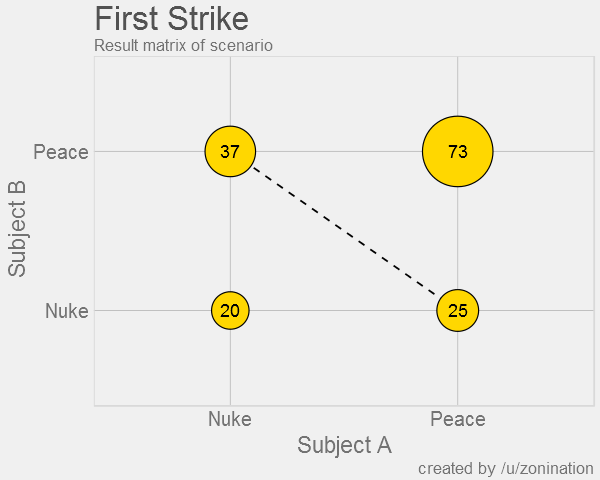 First Strike
Result matrix of scenario
Subject B
Peace
37
73
Nuke
20
25
Nuke
Peace
Subject A
created by /u/zonination